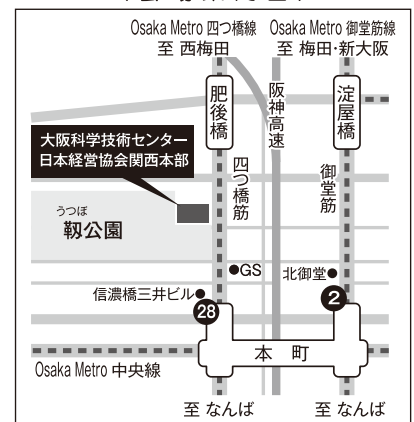 Osaka Metro 四つ橋線
至 西梅田
Osaka Metro 御堂筋線
至 梅田・新大阪
肥後橋
阪神高速
淀屋橋
大阪科学技術センター
日本経営協会関西本部
四つ橋筋
御堂筋
うつぼ
靱公園
●GS
北御堂●
信濃橋三井ビル●
28
2
本町
Osaka Metro 中央線
至 なんば
至 なんば